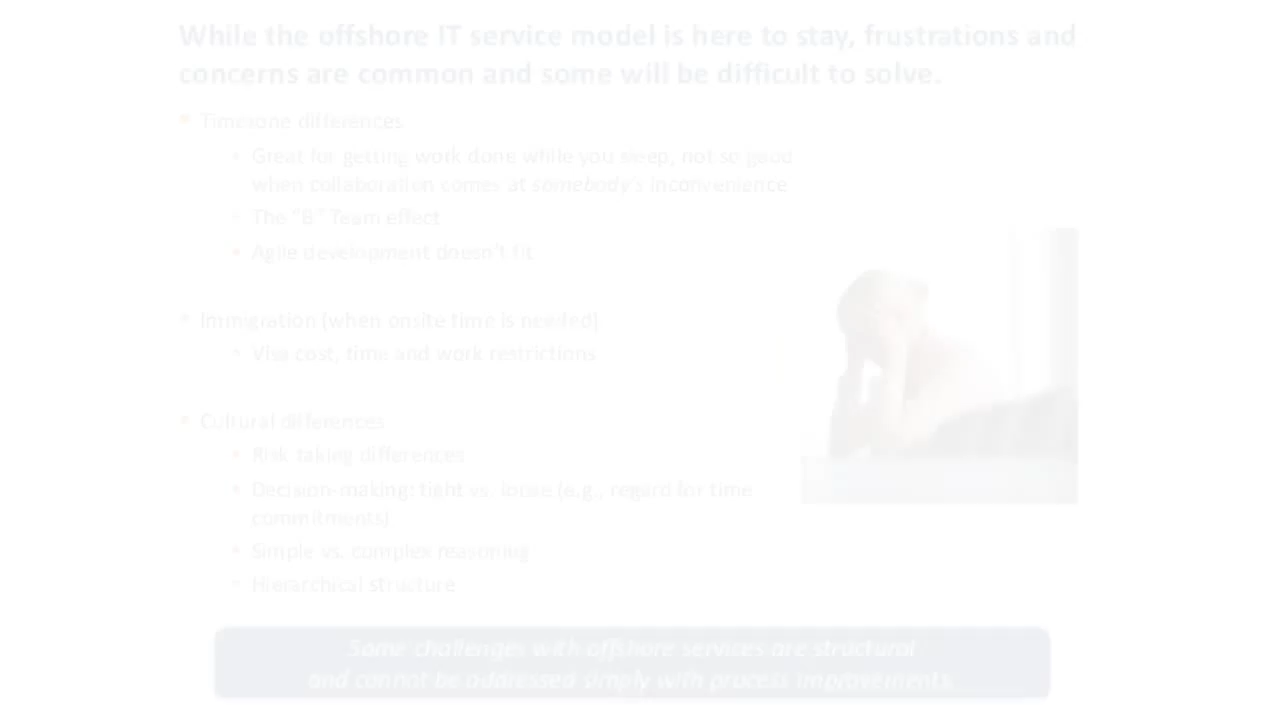 While the offshore IT service model is here to stay, frustrations and
concerns are common and some will be difficult to solve.
Timezone differences
Great for getting work done while you sleep, not so good
when collaboration comes at somebody's inconvenience
The "B" Team effect
Agile development doesn't fit
Immigration (when onsite time is needed)
Visa cost, time and work restrictions
Cultural differences
Risk taking differences
Decision-making: tight vs. loose (e.g., regard for time
commitments)
Simple vs. complex reasoning
Hierarchical structure
Some challenges with offshore services are structural
and cannot be addressed simply with process improvements.